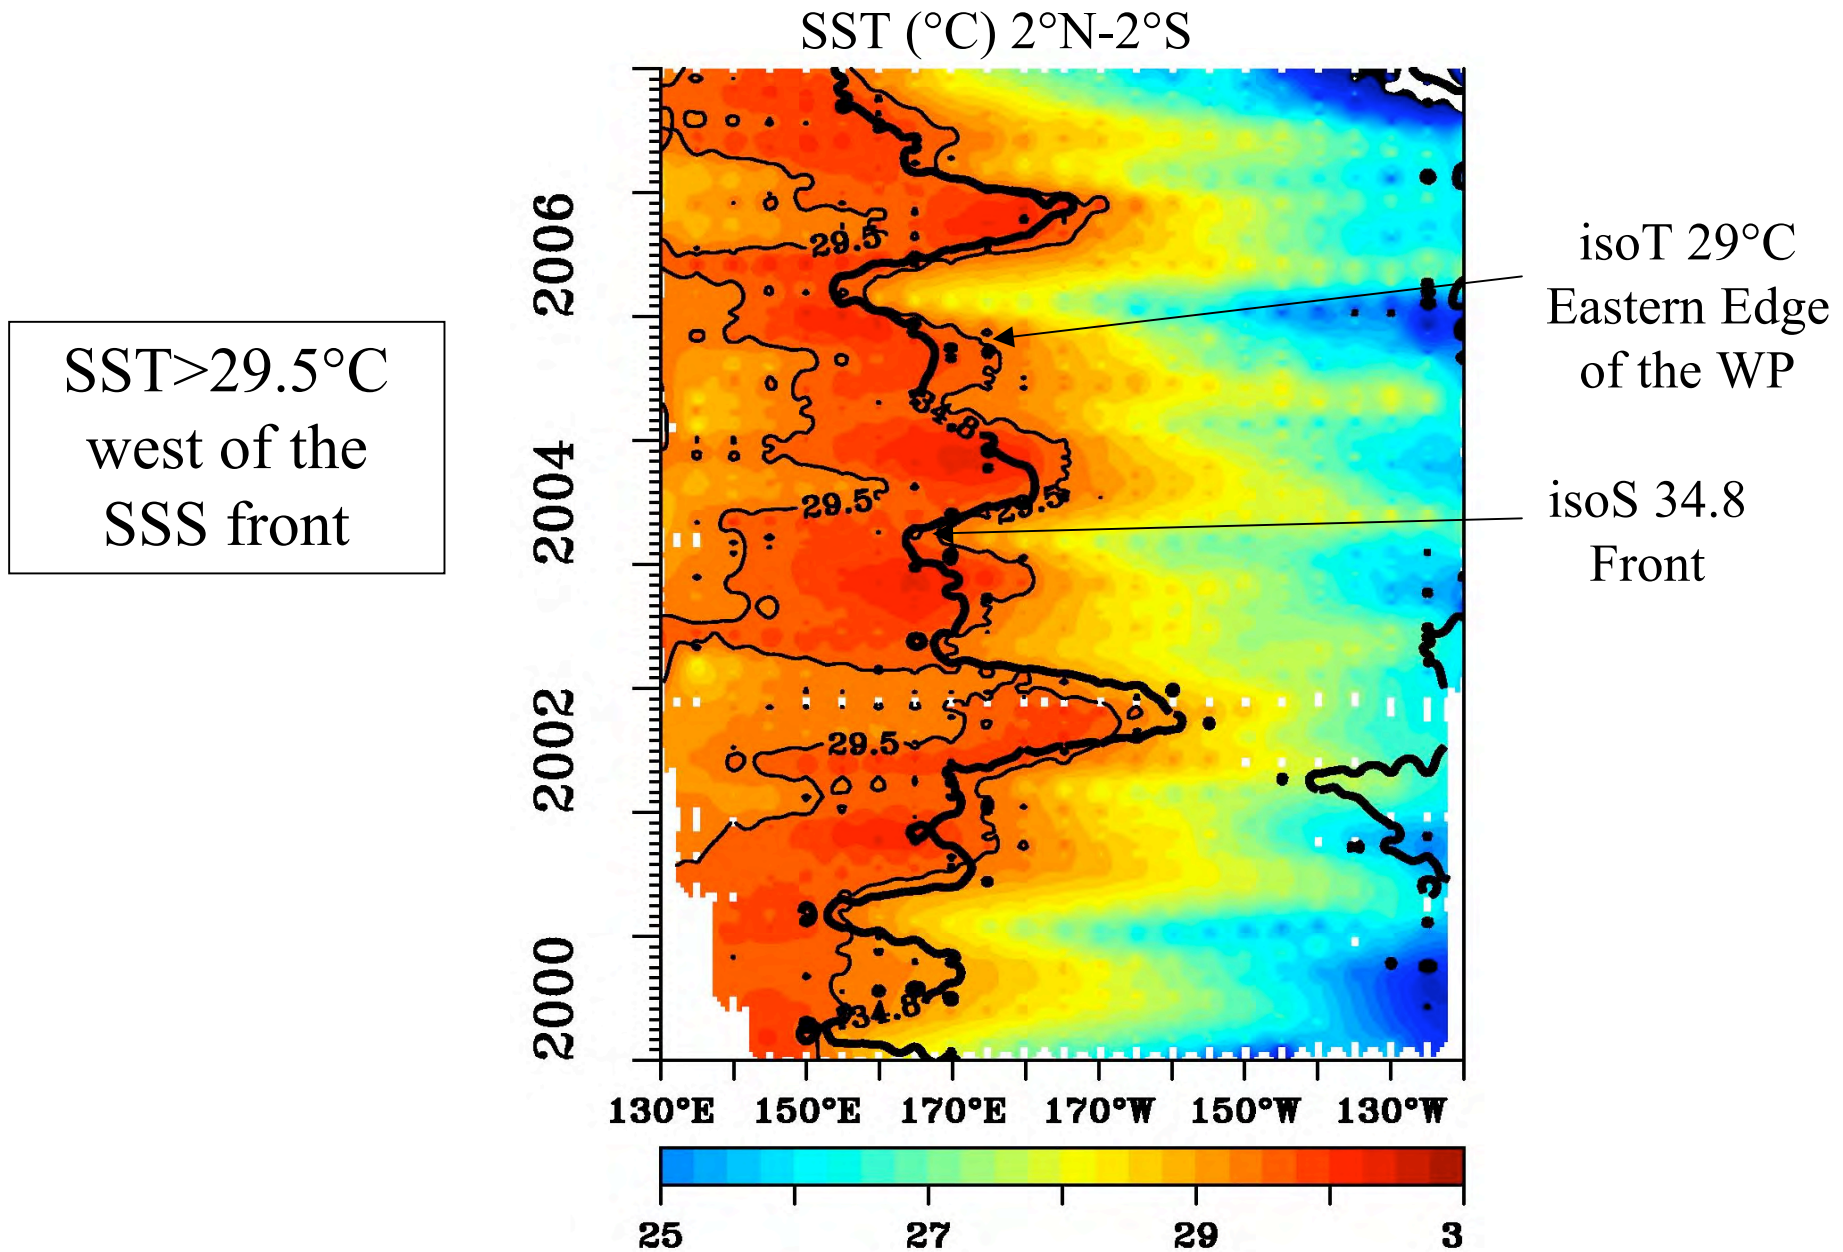 SST (°C) 2°N-2°S
SST>29.5°C
west of the
SSS front
2006
2004
2002
2000
29.5
34.8
29.5
29.5
29.5
34.8
isoT 29°C
Eastern Edge
of the WP
isoS 34.8
Front
130°E 150°E 170°E 170°W 150°W 130°W
25 27 29 3